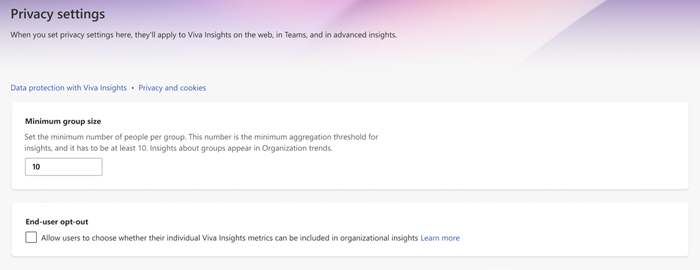 Privacy settings
When you set privacy settings here, they'll apply to Viva Insights on the web, in Teams, and in advanced insights.
Data protection with Viva Insights • Privacy and cookies
Minimum group size
Set the minimum number of people per group. This number is the minimum aggregation threshold for
insights, and it has to be at least 10. Insights about groups appear in Organization trends.
10
End-user opt-out
Allow users to choose whether their individual Viva Insights metrics can be included in organizational insights Learn more